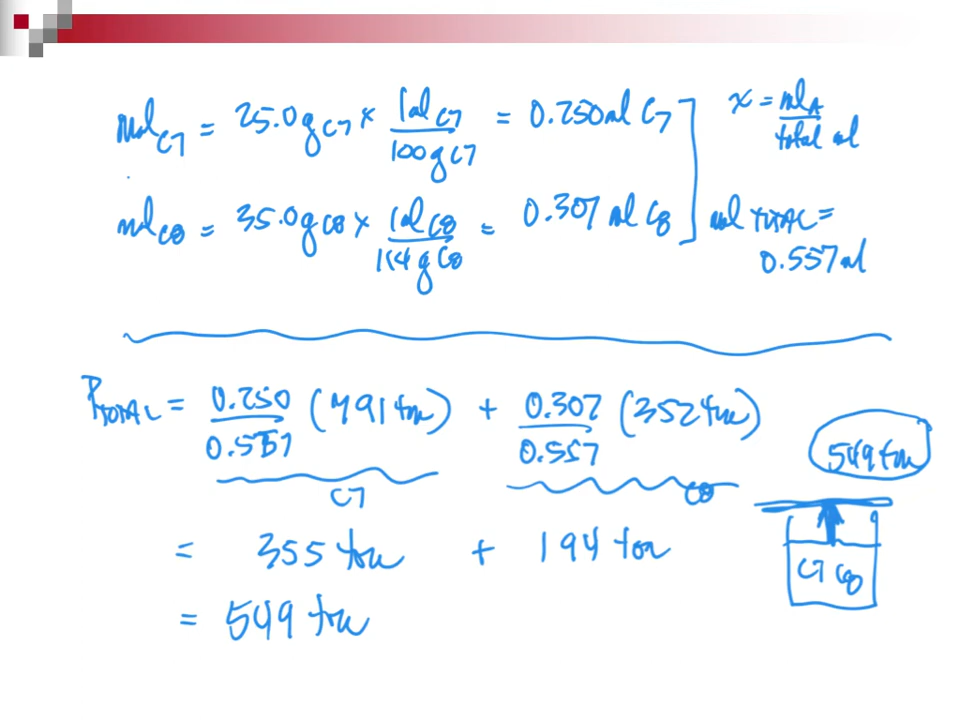 mol C7 = 25.0 g C7 × 1 mol C7 / 100 g C7 = 0.250 mol C7
x = mol A / total mol
mol C8 = 35.0 g C8 × 1 mol C8 / 114 g C8 = 0.307 mol C8
mol TOTAL = 0.557 mol
P TOTAL = 0.250 / 0.557 (791 torr) + 0.307 / 0.557 (352 torr)
C7 C8
549 torr
= 355 torr + 194 torr
C7 C8
= 549 torr